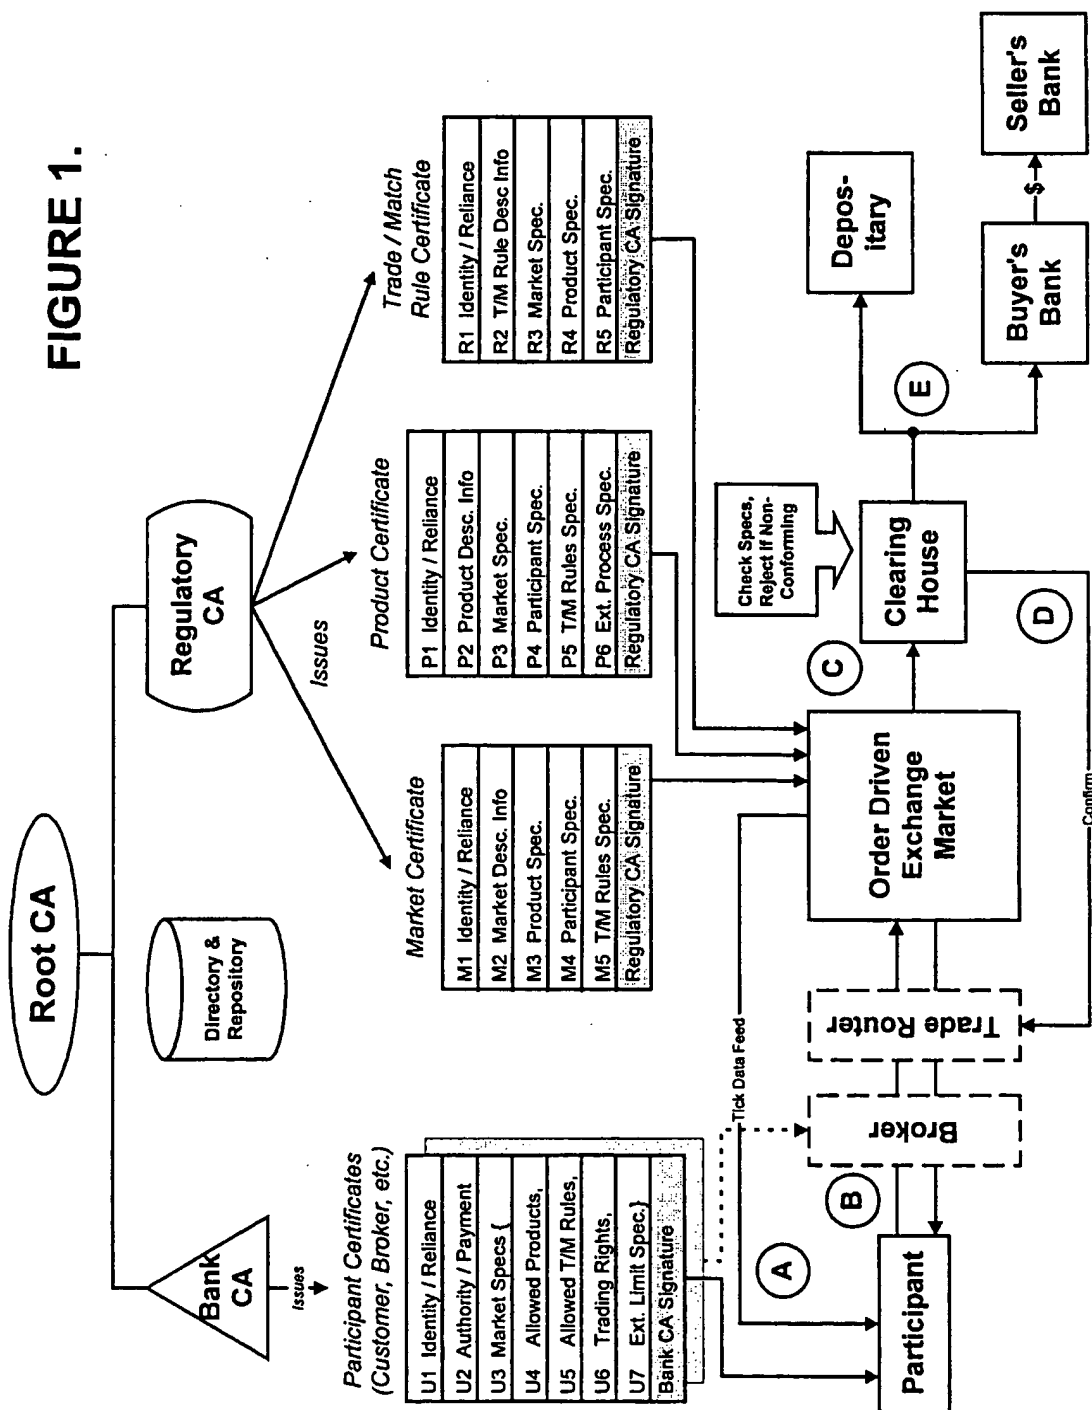 FIGURE 1.
Root CA
Bank
CA
Directory &
Repository
Regulatory
CA
Issues
Issues
Participant Certificates
(Customer, Broker, etc.)
U1 Identity / Reliance
U2 Authority / Payment
U3 Market Specs {
U4 Allowed Products,
U5 Allowed T/M Rules,
U6 Trading Rights,
U7 Ext. Limit Spec.}
Bank CA Signature
Market Certificate
M1 Identity / Reliance
M2 Market Desc. Info
M3 Product Spec.
M4 Participant Spec.
M5 T/M Rules Spec.
Regulatory CA Signature
Product Certificate
P1 Identity / Reliance
P2 Product Desc. Info
P3 Market Spec.
P4 Participant Spec.
P5 T/M Rules Spec.
P6 Ext. Process Spec.
Regulatory CA Signature
Trade / Match
Rule Certificate
R1 Identity / Reliance
R2 T/M Rule Desc Info
R3 Market Spec.
R4 Product Spec.
R5 Participant Spec.
Regulatory CA Signature
A
Tick Data Feed
Participant
B
Broker
Trade Router
Order Driven
Exchange
Market
C
Check Specs,
Reject If Non-
Conforming
Clearing
House
D
Confirm
E
Depos-
itary
Buyer's
Bank
$
Seller's
Bank